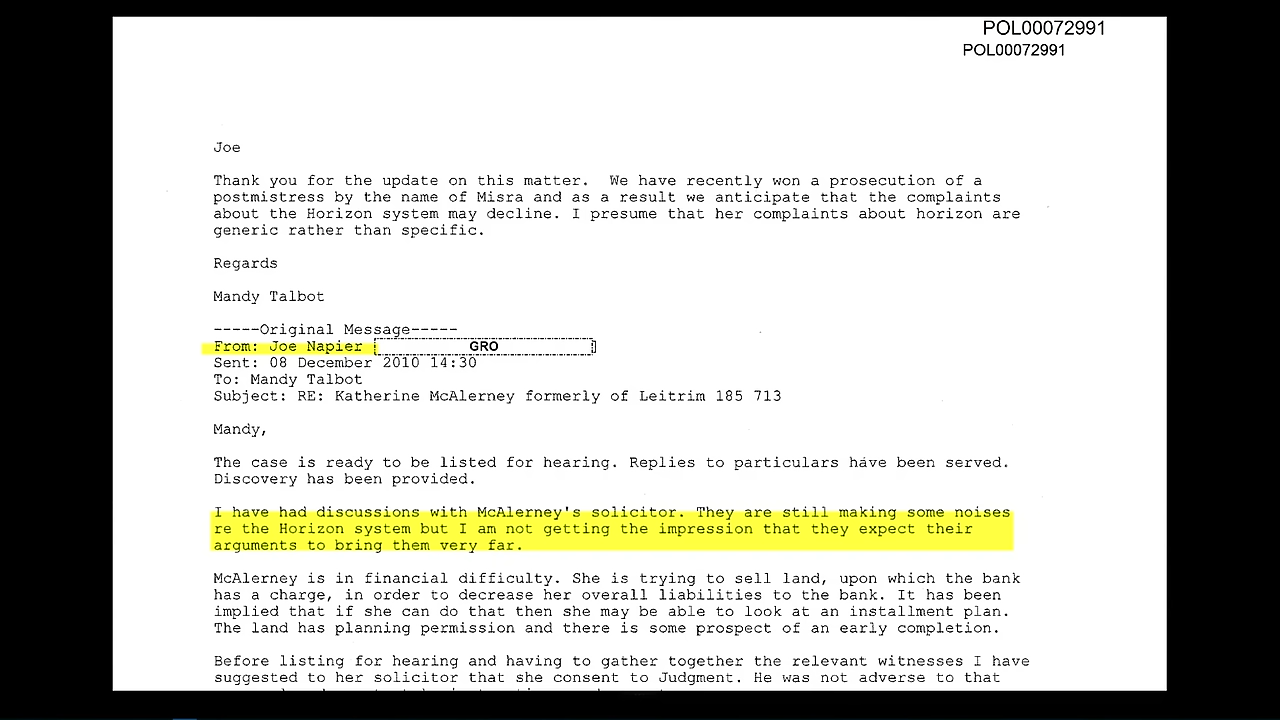 POL00072991
POL00072991
Joe
Thank you for the update on this matter. We have recently won a prosecution of a
postmistress by the name of Misra and as a result we anticipate that the complaints
about the Horizon system may decline. I presume that her complaints about horizon are
generic rather than specific.
Regards
Mandy Talbot
-----Original Message-----
From: Joe Napier GRO
Sent: 08 December 2010 14:30
To: Mandy Talbot
Subject: RE: Katherine McAlerney formerly of Leitrim 185 713
Mandy,
The case is ready to be listed for hearing. Replies to particulars have been served.
Discovery has been provided.
I have had discussions with McAlerney's solicitor. They are still making some noises
re the Horizon system but I am not getting the impression that they expect their
arguments to bring them very far.
McAlerney is in financial difficulty. She is trying to sell land, upon which the bank
has a charge, in order to decrease her overall liabilities to the bank. It has been
implied that if she can do that then she may be able to look at an installment plan.
The land has planning permission and there is some prospect of an early completion.
Before listing for hearing and having to gather together the relevant witnesses I have
suggested to her solicitor that she consent to Judgment. He was not adverse to that